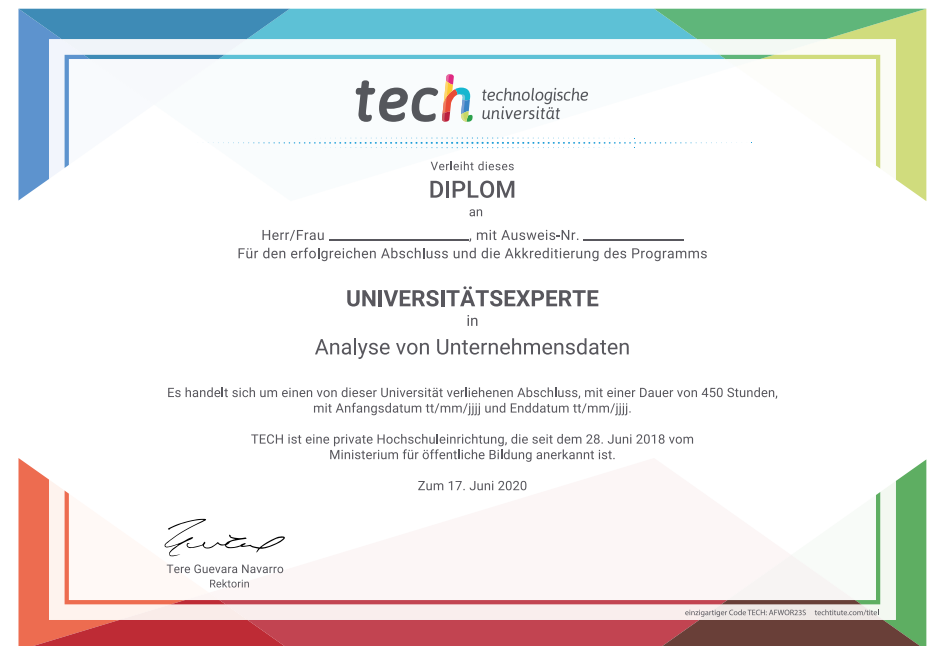 tech technologische
universität
Verleiht dieses
DIPLOM
an
Herr/Frau ____________, mit Ausweis-Nr. ____________
Für den erfolgreichen Abschluss und die Akkreditierung des Programms
UNIVERSITÄTSEXPERTE
in
Analyse von Unternehmensdaten
Es handelt sich um einen von dieser Universität verliehenen Abschluss, mit einer Dauer von 450 Stunden,
mit Anfangsdatum tt/mm/jjjj und Enddatum tt/mm/jjjj.
TECH ist eine private Hochschuleinrichtung, die seit dem 28. Juni 2018 vom
Ministerium für öffentliche Bildung anerkannt ist.
Zum 17. Juni 2020
Tere Guevara Navarro
Rektorin
einzigartiger Code TECH: AFWOR23S techtitute.com/titel